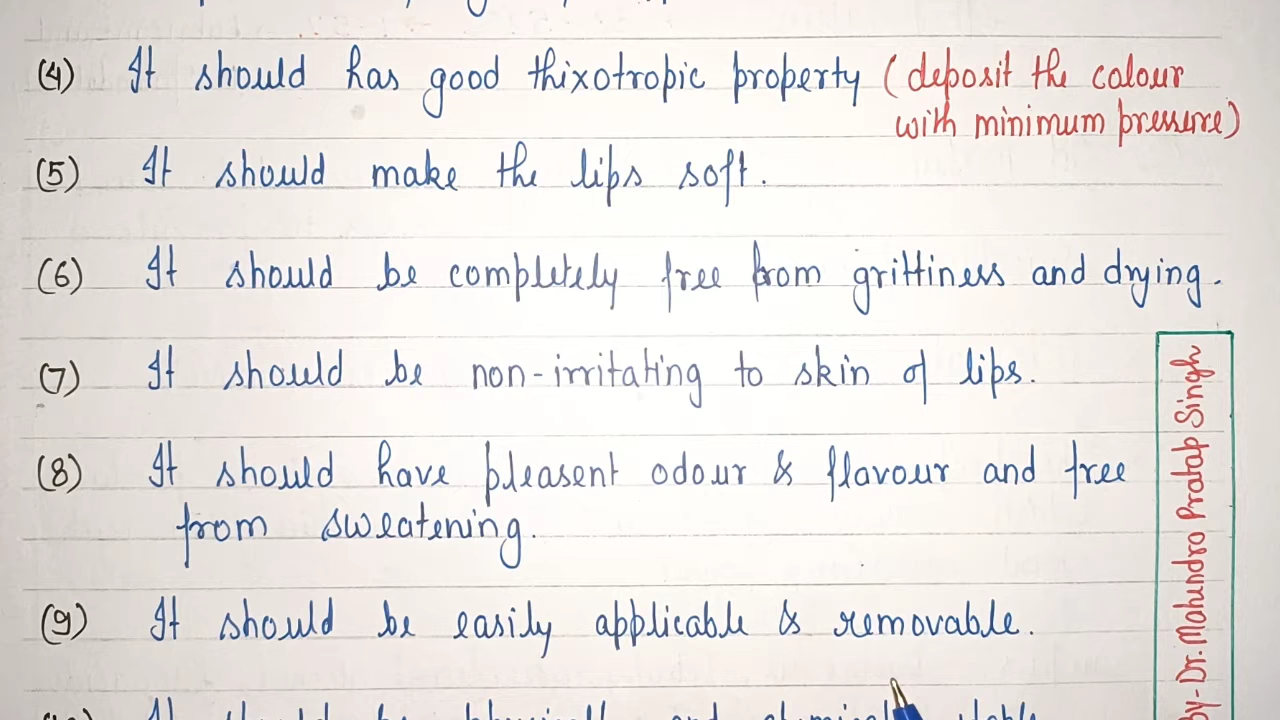 (4) It should has good thixotropic property (deposit the colour
with minimum pressure)
(5) It should make the lips soft.
(6) It should be completely free from grittiness and drying.
(7) It should be non-irritating to skin of lips.
(8) It should have pleasent odour & flavour and free
from sweatening.
(9) It should be easily applicable & removable.
It should be
By-Dr. Mahendra Pratap Singh